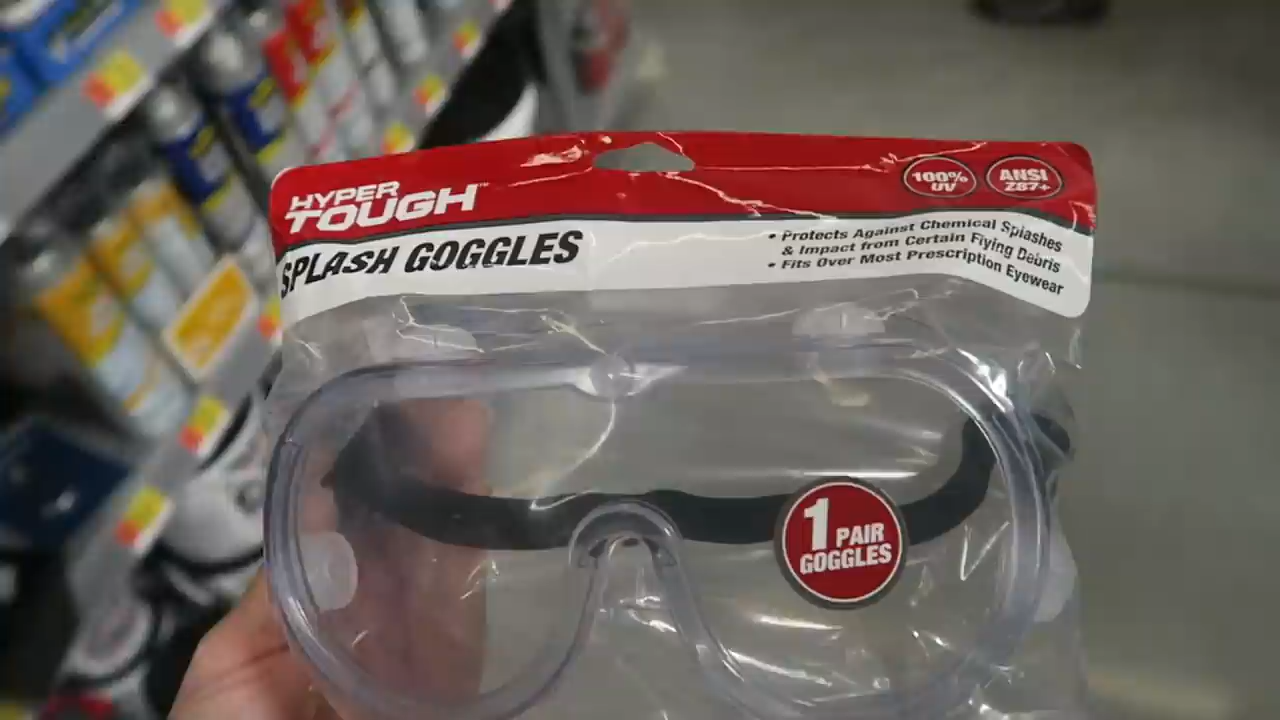 HYPER
TOUGH™
SPLASH GOGGLES
100%
UV
ANSI
Z87+
• Protects Against Chemical Splashes
& Impact from Certain Flying Debris
• Fits Over Most Prescription Eyewear
1 PAIR
GOGGLES